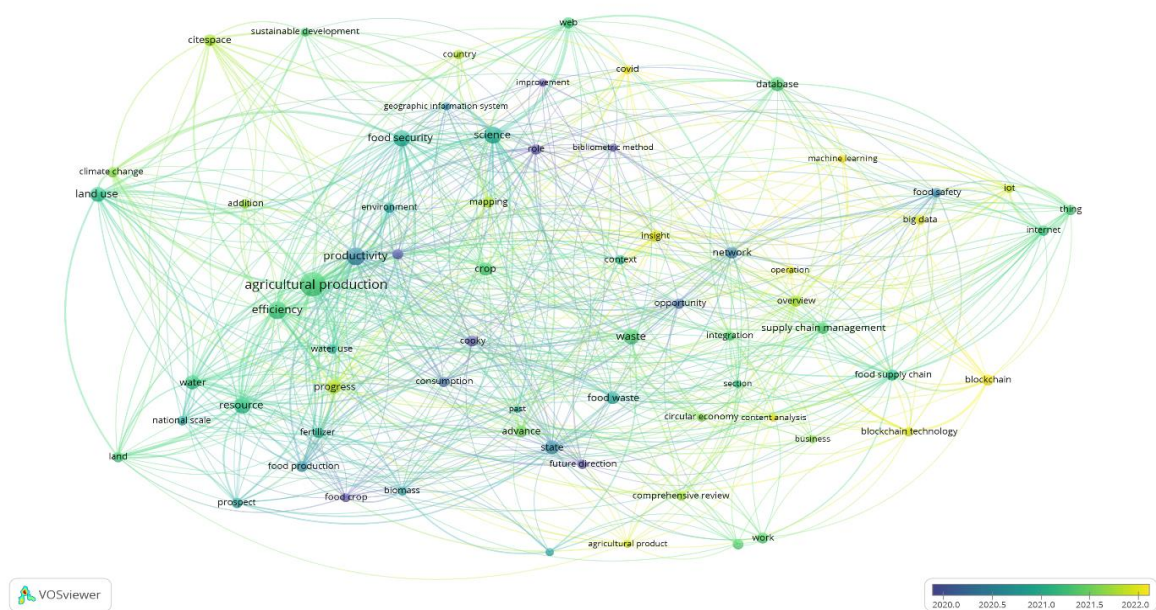 web
sustainable development
citespace
country
covid
improvement
database
geographic information system
food security
science
role
bibliometric method
machine learning
climate change
land use
food safety
iot
addition
environment
mapping
thing
big data
internet
insight
productivity
network
context
crop
operation
agricultural production
opportunity
overview
efficiency
supply chain management
waste
integration
cooky
water use
food supply chain
water
progress
consumption
section
blockchain
food waste
resource
past
national scale
circular economy
content analysis
fertilizer
advance
blockchain technology
business
state
land
food production
future direction
prospect
food crop
biomass
comprehensive review
work
agricultural product
VOSviewer
2020.0 2020.5 2021.0 2021.5 2022.0